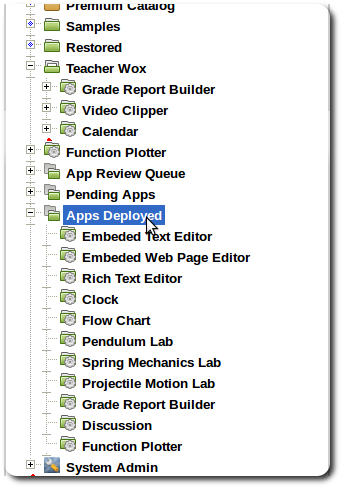 Premium Catalog
Samples
Restored
Teacher Wox
Grade Report Builder
Video Clipper
Calendar
Function Plotter
App Review Queue
Pending Apps
Apps Deployed
Embeded Text Editor
Embeded Web Page Editor
Rich Text Editor
Clock
Flow Chart
Pendulum Lab
Spring Mechanics Lab
Projectile Motion Lab
Grade Report Builder
Discussion
Function Plotter
System Admin